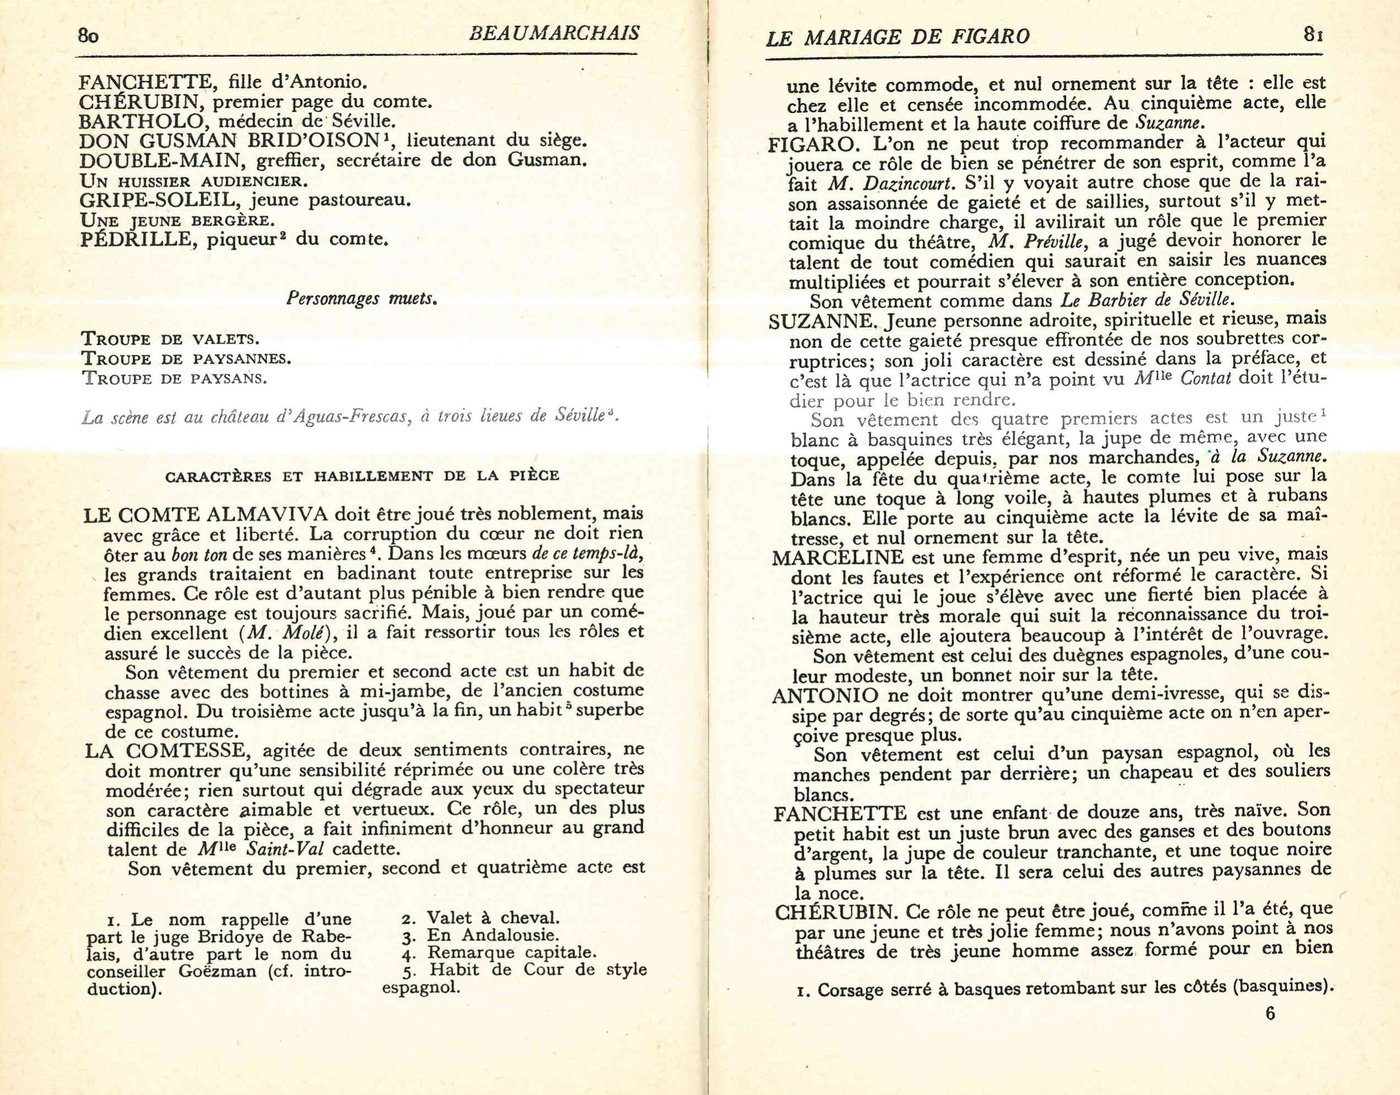 80
BEAUMARCHAIS
FANCHETTE, fille d'Antonio.
CHÉRUBIN, premier page du comte.
BARTHOLO, médecin de Séville.
DON GUSMAN BRID'OISON¹, lieutenant du siège.
DOUBLE-MAIN, greffier, secrétaire de don Gusman.
UN HUISSIER AUDIENCIER.
GRIPE-SOLEIL, jeune pastoureau.
UNE JEUNE BERGÈRE.
PÉDRILLE, piqueur² du comte.
Personnages muets.
TROUPE DE VALETS.
TROUPE DE PAYSANNES.
TROUPE DE PAYSANS.
La scène est au château d'Aguas-Frescas, à trois lieues de Séville³.
CARACTÈRES ET HABILLEMENT DE LA PIÈCE
LE COMTE ALMAVIVA doit être joué très noblement, mais
avec grâce et liberté. La corruption du cœur ne doit rien
ôter au bon ton de ses manières⁴. Dans les mœurs de ce temps-là,
les grands traitaient en badinant toute entreprise sur les
femmes. Ce rôle est d'autant plus pénible à bien rendre que
le personnage est toujours sacrifié. Mais, joué par un comé-
dien excellent (M. Molé), il a fait ressortir tous les rôles et
assuré le succès de la pièce.
Son vêtement du premier et second acte est un habit de
chasse avec des bottines à mi-jambe, de l'ancien costume
espagnol. Du troisième acte jusqu'à la fin, un habit⁵ superbe
de ce costume.
LA COMTESSE, agitée de deux sentiments contraires, ne
doit montrer qu'une sensibilité réprimée ou une colère très
modérée; rien surtout qui dégrade aux yeux du spectateur
son caractère aimable et vertueux. Ce rôle, un des plus
difficiles de la pièce, a fait infiniment d'honneur au grand
talent de Mlle Saint-Val cadette.
Son vêtement du premier, second et quatrième acte est
1. Le nom rappelle d'une
part le juge Bridoye de Rabe-
lais, d'autre part le nom du
conseiller Goëzman (cf. intro-
duction).
2. Valet à cheval.
3. En Andalousie.
4. Remarque capitale.
5. Habit de Cour de style
espagnol.
LE MARIAGE DE FIGARO
81
une lévite commode, et nul ornement sur la tête : elle est
chez elle et censée incommodée. Au cinquième acte, elle
a l'habillement et la haute coiffure de Suzanne.
FIGARO. L'on ne peut trop recommander à l'acteur qui
jouera ce rôle de bien se pénétrer de son esprit, comme l'a
fait M. Dazincourt. S'il y voyait autre chose que de la rai-
son assaisonnée de gaieté et de saillies, surtout s'il y met-
tait la moindre charge, il avilirait un rôle que le premier
comique du théâtre, M. Préville, a jugé devoir honorer le
talent de tout comédien qui saurait en saisir les nuances
multipliées et pourrait s'élever à son entière conception.
Son vêtement comme dans Le Barbier de Séville.
SUZANNE. Jeune personne adroite, spirituelle et rieuse, mais
non de cette gaieté presque effrontée de nos soubrettes cor-
ruptrices; son joli caractère est dessiné dans la préface, et
c'est là que l'actrice qui n'a point vu Mlle Contat doit l'étu-
dier pour le bien rendre.
Son vêtement des quatre premiers actes est un juste¹
blanc à basquines très élégant, la jupe de même, avec une
toque, appelée depuis, par nos marchandes, à la Suzanne.
Dans la fête du quatrième acte, le comte lui pose sur la
tête une toque à long voile, à hautes plumes et à rubans
blancs. Elle porte au cinquième acte la lévite de sa maî-
tresse, et nul ornement sur la tête.
MARCELINE est une femme d'esprit, née un peu vive, mais
dont les fautes et l'expérience ont réformé le caractère. Si
l'actrice qui le joue s'élève avec une fierté bien placée à
la hauteur très morale qui suit la reconnaissance du troi-
sième acte, elle ajoutera beaucoup à l'intérêt de l'ouvrage.
Son vêtement est celui des duègnes espagnoles, d'une cou-
leur modeste, un bonnet noir sur la tête.
ANTONIO ne doit montrer qu'une demi-ivresse, qui se dis-
sipe par degrés; de sorte qu'au cinquième acte on n'en aper-
çoive presque plus.
Son vêtement est celui d'un paysan espagnol, où les
manches pendent par derrière; un chapeau et des souliers
blancs.
FANCHETTE est une enfant de douze ans, très naïve. Son
petit habit est un juste brun avec des ganses et des boutons
d'argent, la jupe de couleur tranchante, et une toque noire
à plumes sur la tête. Il sera celui des autres paysannes de
la noce.
CHÉRUBIN. Ce rôle ne peut être joué, comme il l'a été, que
par une jeune et très jolie femme; nous n'avons point à nos
théâtres de très jeune homme assez formé pour en bien
1. Corsage serré à basques retombant sur les côtés (basquines).
6